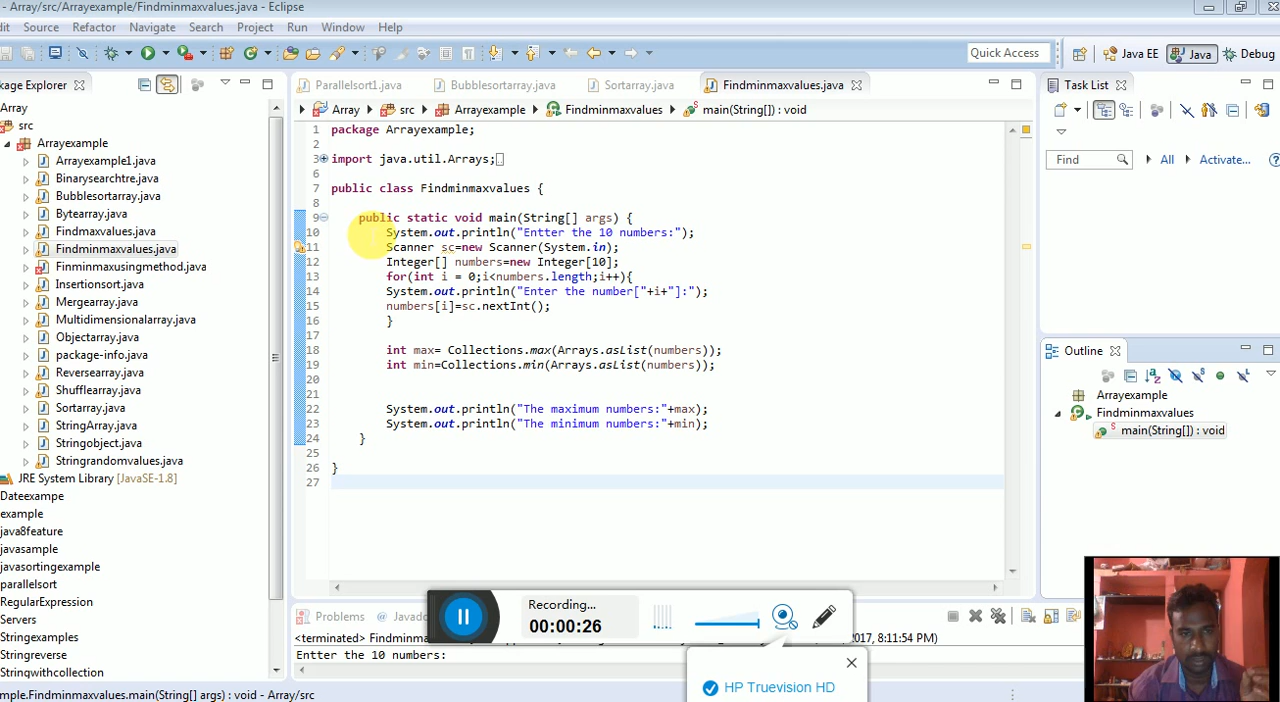 - Array/src/Arrayexample/Findminmaxvalues.java - Eclipse
dit Source Refactor Navigate Search Project Run Window Help
Quick Access
Java EE
Java
Debug
kage Explorer
Array
src
Arrayexample
Arrayexample1.java
Binarysearchtre.java
Bubblesortarray.java
Bytearray.java
Findmaxvalues.java
Findminmaxvalues.java
Finminmaxusingmethod.java
Insertionsort.java
Mergearray.java
Multidimensionalarray.java
Objectarray.java
package-info.java
Reversearray.java
Shufflearray.java
Sortarray.java
StringArray.java
Stringobject.java
Stringrandomvalues.java
JRE System Library [JavaSE-1.8]
Dateexampe
example
java8feature
javasample
javasortingexample
parallelsort
RegularExpression
Servers
Stringexamples
Stringreverse
Stringwithcollection
Parallelsort1.java
Bubblesortarray.java
Sortarray.java
Findminmaxvalues.java
Array
src
Arrayexample
Findminmaxvalues
main(String[]) : void
1 package Arrayexample;
2
3 import java.util.Arrays;
6
7 public class Findminmaxvalues {
8
9 public static void main(String[] args) {
10 System.out.println("Entter the 10 numbers:");
11 Scanner sc=new Scanner(System.in);
12 Integer[] numbers=new Integer[10];
13 for(int i = 0;i<numbers.length;i++){
14 System.out.println("Enter the number["+i+"]:");
15 numbers[i]=sc.nextInt();
16 }
17
18 int max= Collections.max(Arrays.asList(numbers));
19 int min=Collections.min(Arrays.asList(numbers));
20
21
22 System.out.println("The maximum numbers:"+max);
23 System.out.println("The minimum numbers:"+min);
24 }
25
26 }
27
Task List
Find
All
Activate...
Outline
Arrayexample
Findminmaxvalues
main(String[]) : void
Problems
Javadoc
<terminated> Findminm
2017, 8:11:54 PM)
Entter the 10 numbers:
Recording...
00:00:26
HP Truevision HD
mple.Findminmaxvalues.main(String[] args) : void - Array/src